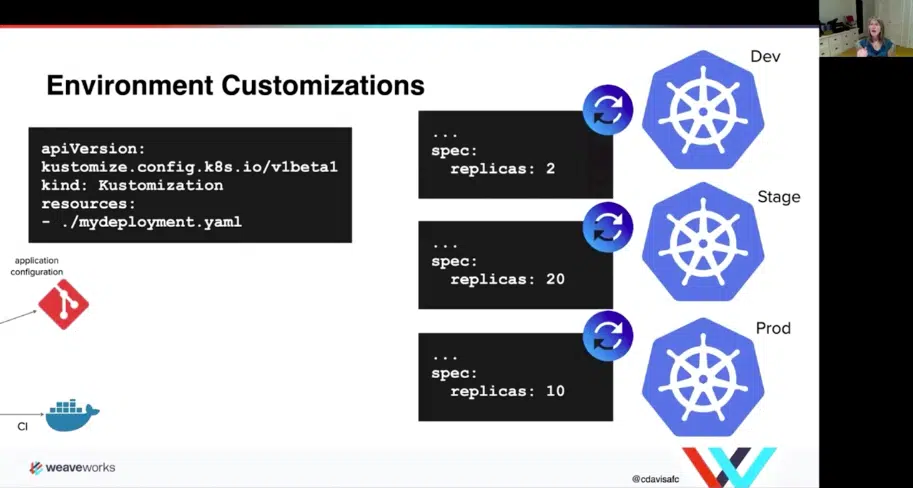 Environment Customizations
apiVersion:
kustomize.config.k8s.io/v1beta1
kind: Kustomization
resources:
- ./mydeployment.yaml
application
configuration
CI
...
spec:
replicas: 2
Dev
...
spec:
replicas: 20
Stage
...
spec:
replicas: 10
Prod
weaveworks
@cdavisafc